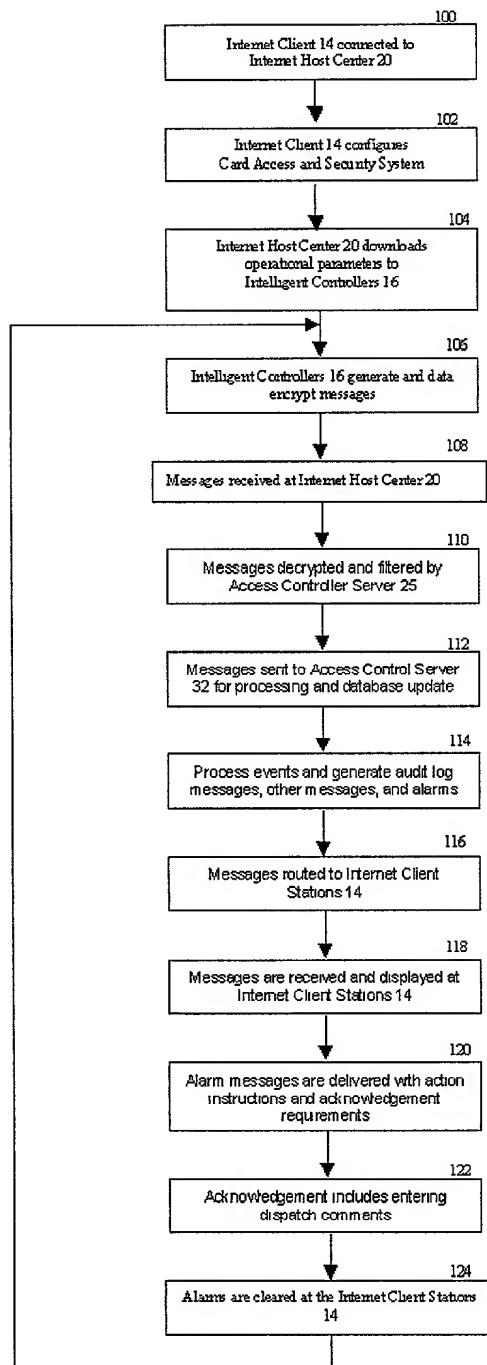 100
Internet Client 14 connected to
Internet Host Center 20
102
Internet Client 14 configures
Card Access and Security System
104
Internet Host Center 20 downloads
operational parameters to
Intelligent Controllers 16
106
Intelligent Controllers 16 generate and data
encrypt messages
108
Messages received at Internet Host Center 20
110
Messages decrypted and filtered by
Access Controller Server 25
112
Messages sent to Access Control Server
32 for processing and database update
114
Process events and generate audit log
messages, other messages, and alarms
116
Messages routed to Internet Client
Stations 14
118
Messages are received and displayed at
Internet Client Stations 14
120
Alarm messages are delivered with action
instructions and acknowledgement
requirements
122
Acknowledgement includes entering
dispatch comments
124
Alarms are cleared at the Internet Client Stations
14